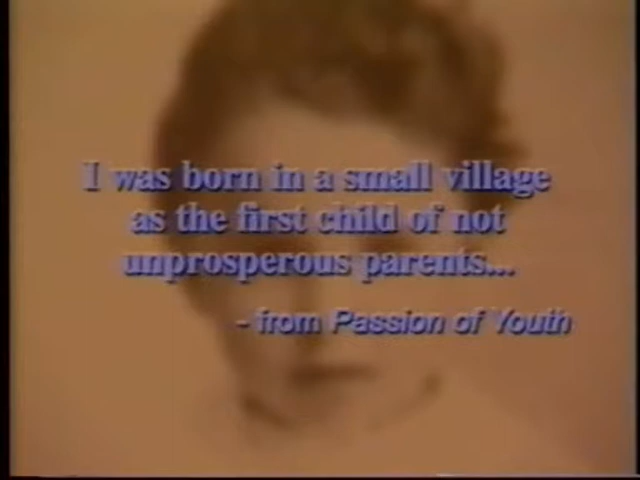 I was born in a small village
as the first child of not
unprosperous parents...
- from Passion of Youth